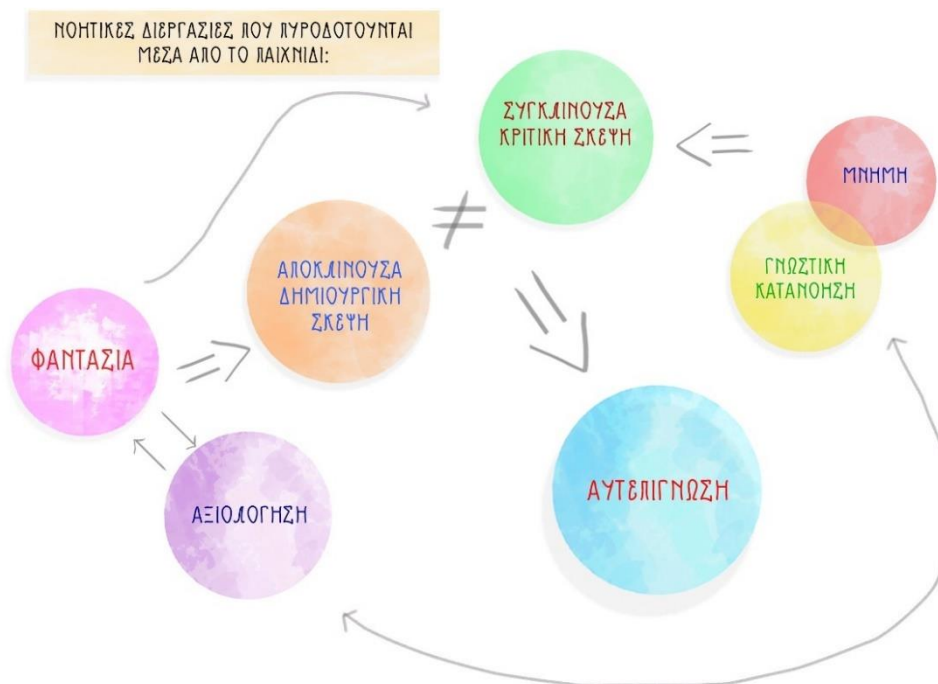 ΝΟΗΤΙΚΕΣ ΔΙΕΡΓΑΣΙΕΣ ΠΟΥ ΠΥΡΟΔΟΤΟΥΝΤΑΙ
ΜΕΣΑ ΑΠΟ ΤΟ ΠΑΙΧΝΙΔΙ:
ΣΥΓΚΛΙΝΟΥΣΑ
ΚΡΙΤΙΚΗ ΣΚΕΨΗ
ΜΝΗΜΗ
ΓΝΩΣΤΙΚΗ
ΚΑΤΑΝΟΗΣΗ
ΑΠΟΚΛΙΝΟΥΣΑ
ΔΗΜΙΟΥΡΓΙΚΗ
ΣΚΕΨΗ
ΦΑΝΤΑΣΙΑ
ΑΥΤΕΠΙΓΝΩΣΗ
ΑΞΙΟΛΟΓΗΣΗ